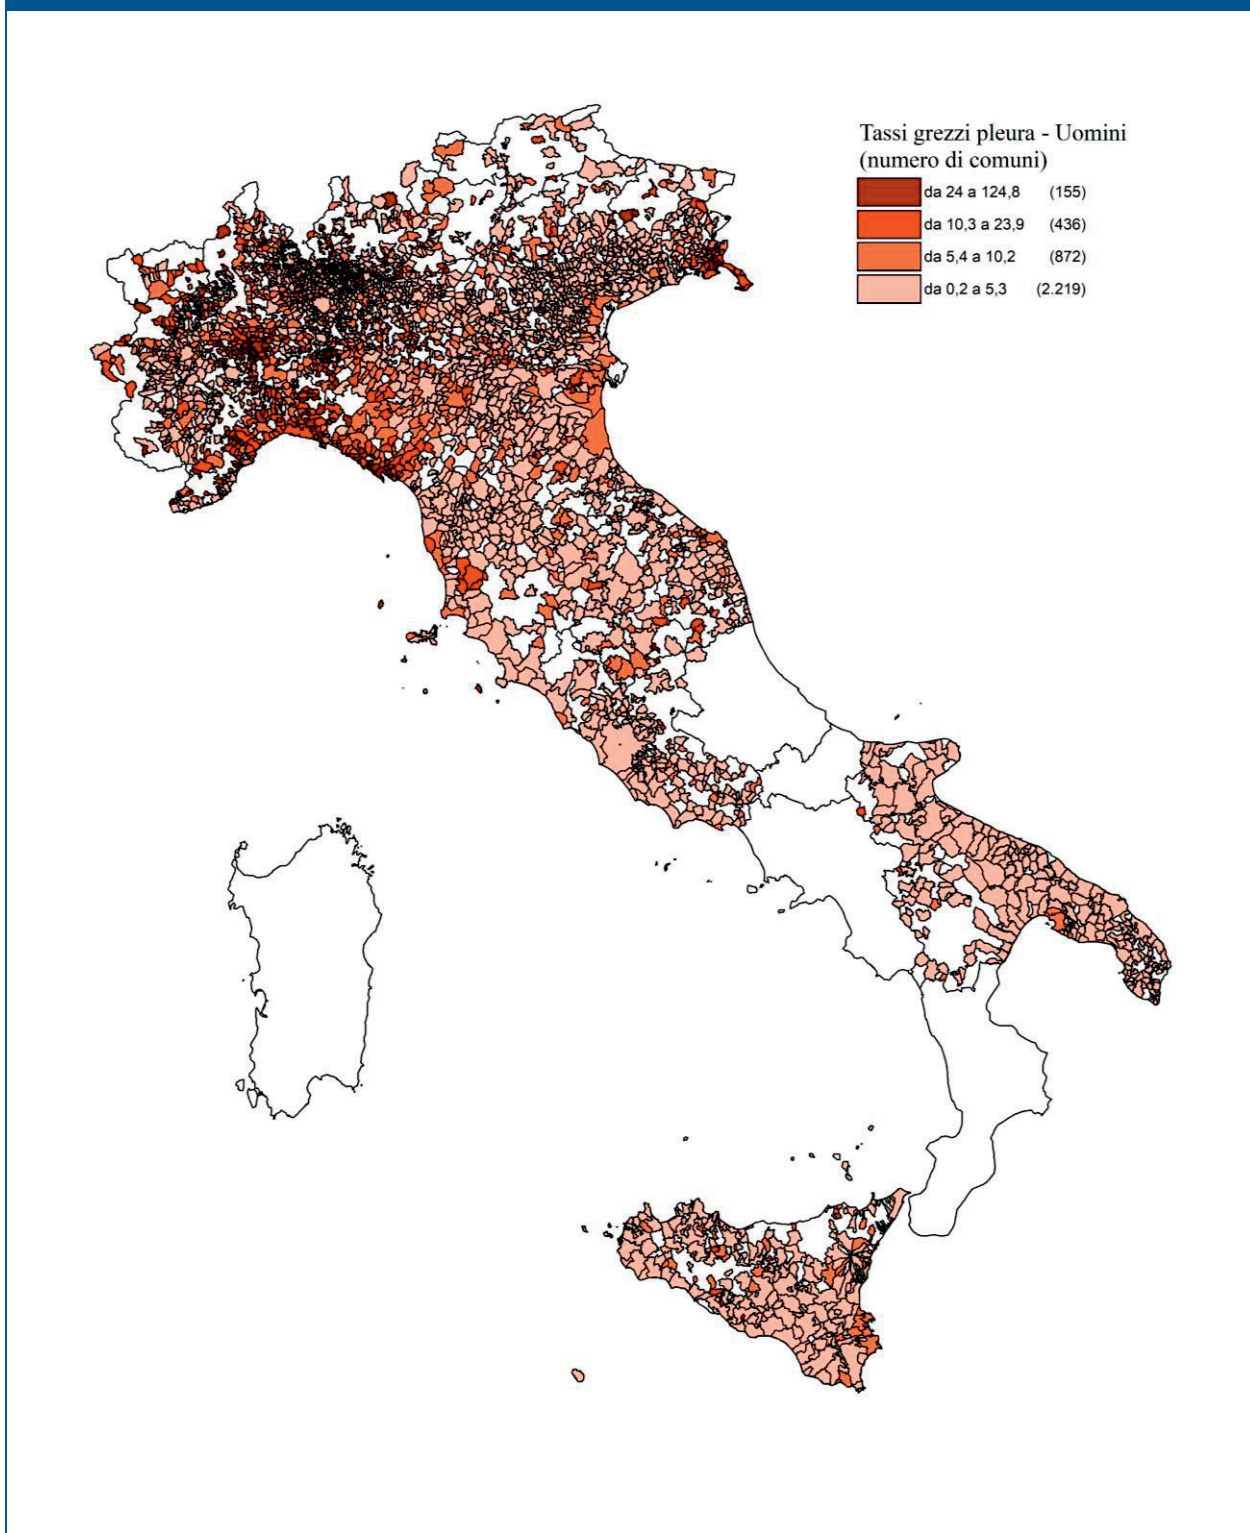 Tassi grezzi pleura - Uomini
(numero di comuni)
da 24 a 124,8 (155)
da 10,3 a 23,9 (436)
da 5,4 a 10,2 (872)
da 0,2 a 5,3 (2.219)